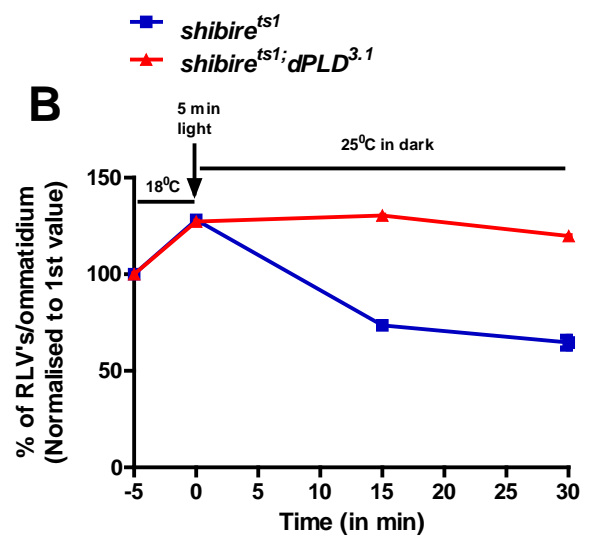 shibire^ts1
shibire^ts1;dPLD^3.1
B
5 min
light
25⁰C in dark
18⁰C
150
100
50
0
% of RLV's/ommatidium
(Normalised to 1st value)
-5 0 5 10 15 20 25 30
Time (in min)